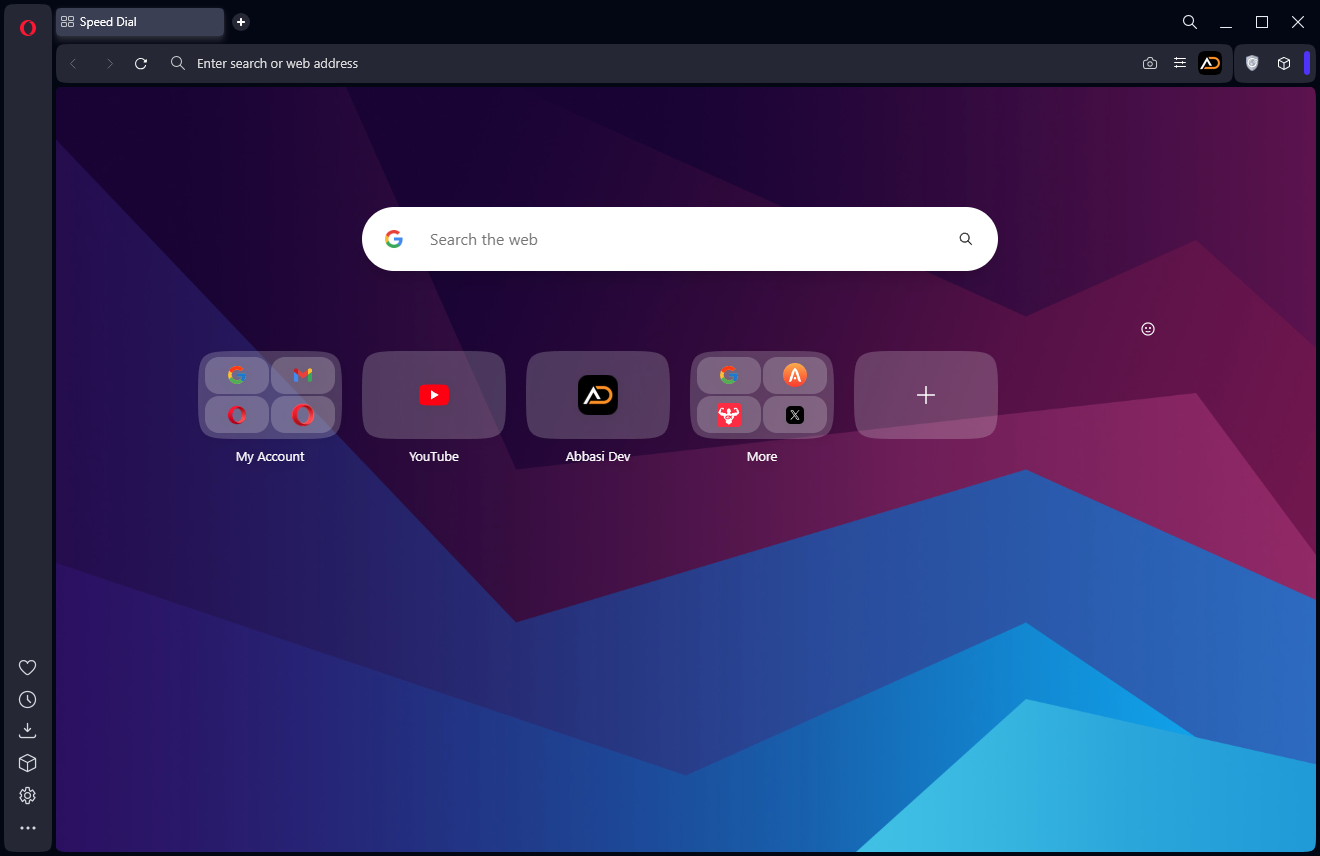 Speed Dial
Enter search or web address
Search the web
My Account
YouTube
Abbasi Dev
More